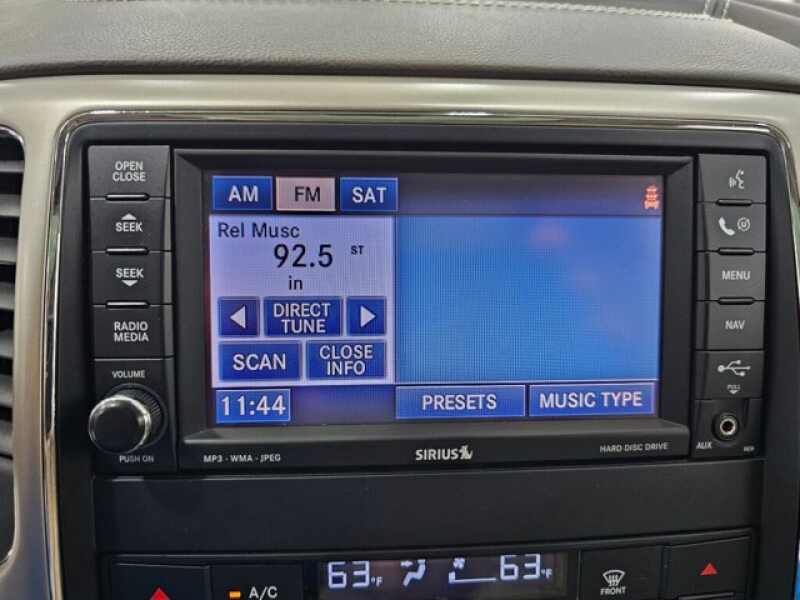 OPEN
CLOSE
SEEK
SEEK
RADIO
MEDIA
VOLUME
PUSH ON
AM FM SAT
Rel Musc
92.5 ST
in
DIRECT
TUNE
SCAN
CLOSE
INFO
11:44
PRESETS
MUSIC TYPE
MENU
NAV
PULL
AUX
MP3 - WMA - JPEG
SIRIUS
HARD DISC DRIVE
A/C
63°F
63°F
FRONT